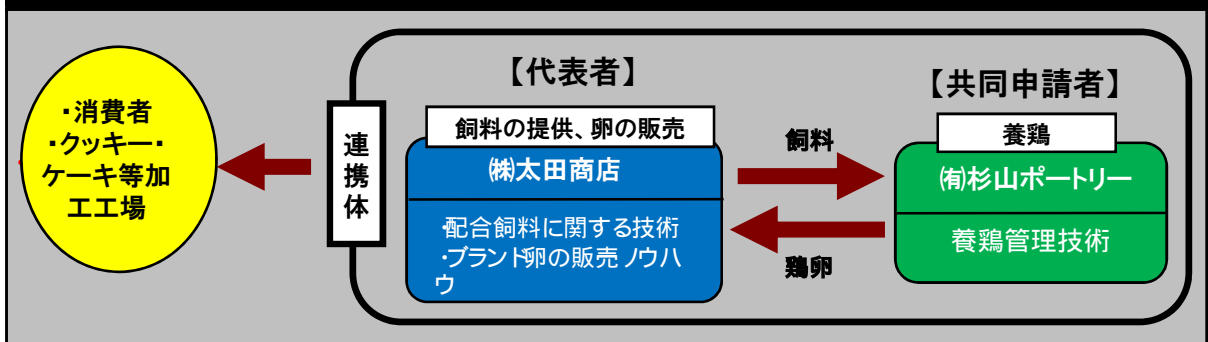 ・消費者
・クッキー・
ケーキ等加
工工場
連
携
体
【代表者】
飼料の提供、卵の販売
㈱太田商店
・配合飼料に関する技術
・ブランド卵の販売ノウハ
ウ
飼料
鶏卵
【共同申請者】
養鶏
㈲杉山ポートリー
養鶏管理技術